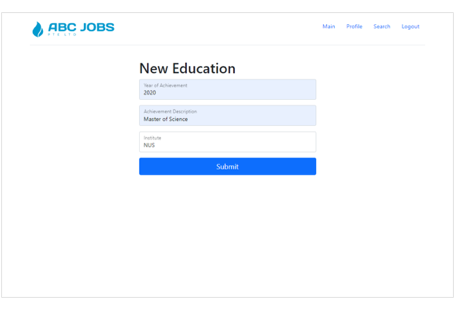 ABC JOBS
PTE LTD
Main Profile Search Logout
New Education
Year of Achievement
2020
Achievement Description
Master of Science
Institute
NUS
Submit